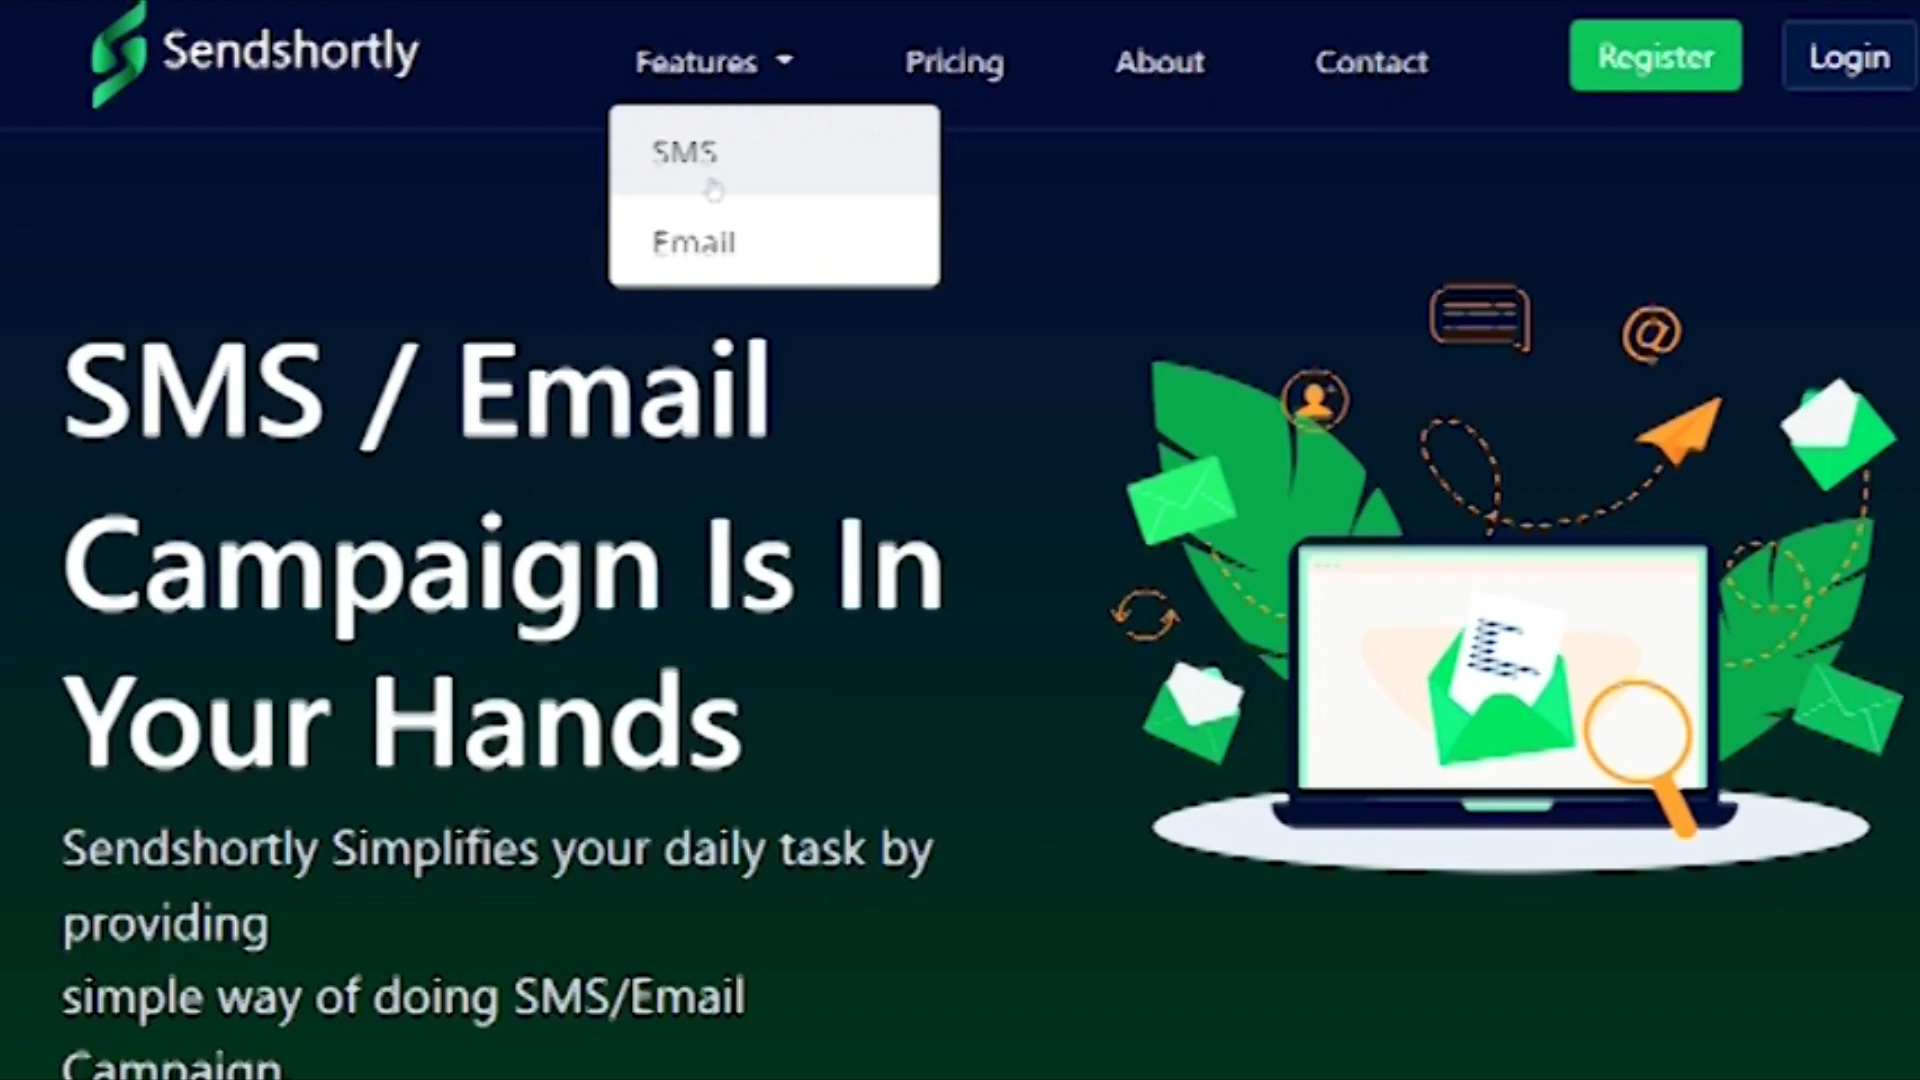 Sendshortly
Features Pricing About Contact Register Login
SMS
Email
SMS / Email
Campaign Is In
Your Hands
Sendshortly Simplifies your daily task by
providing
simple way of doing SMS/Email
Campaign
@